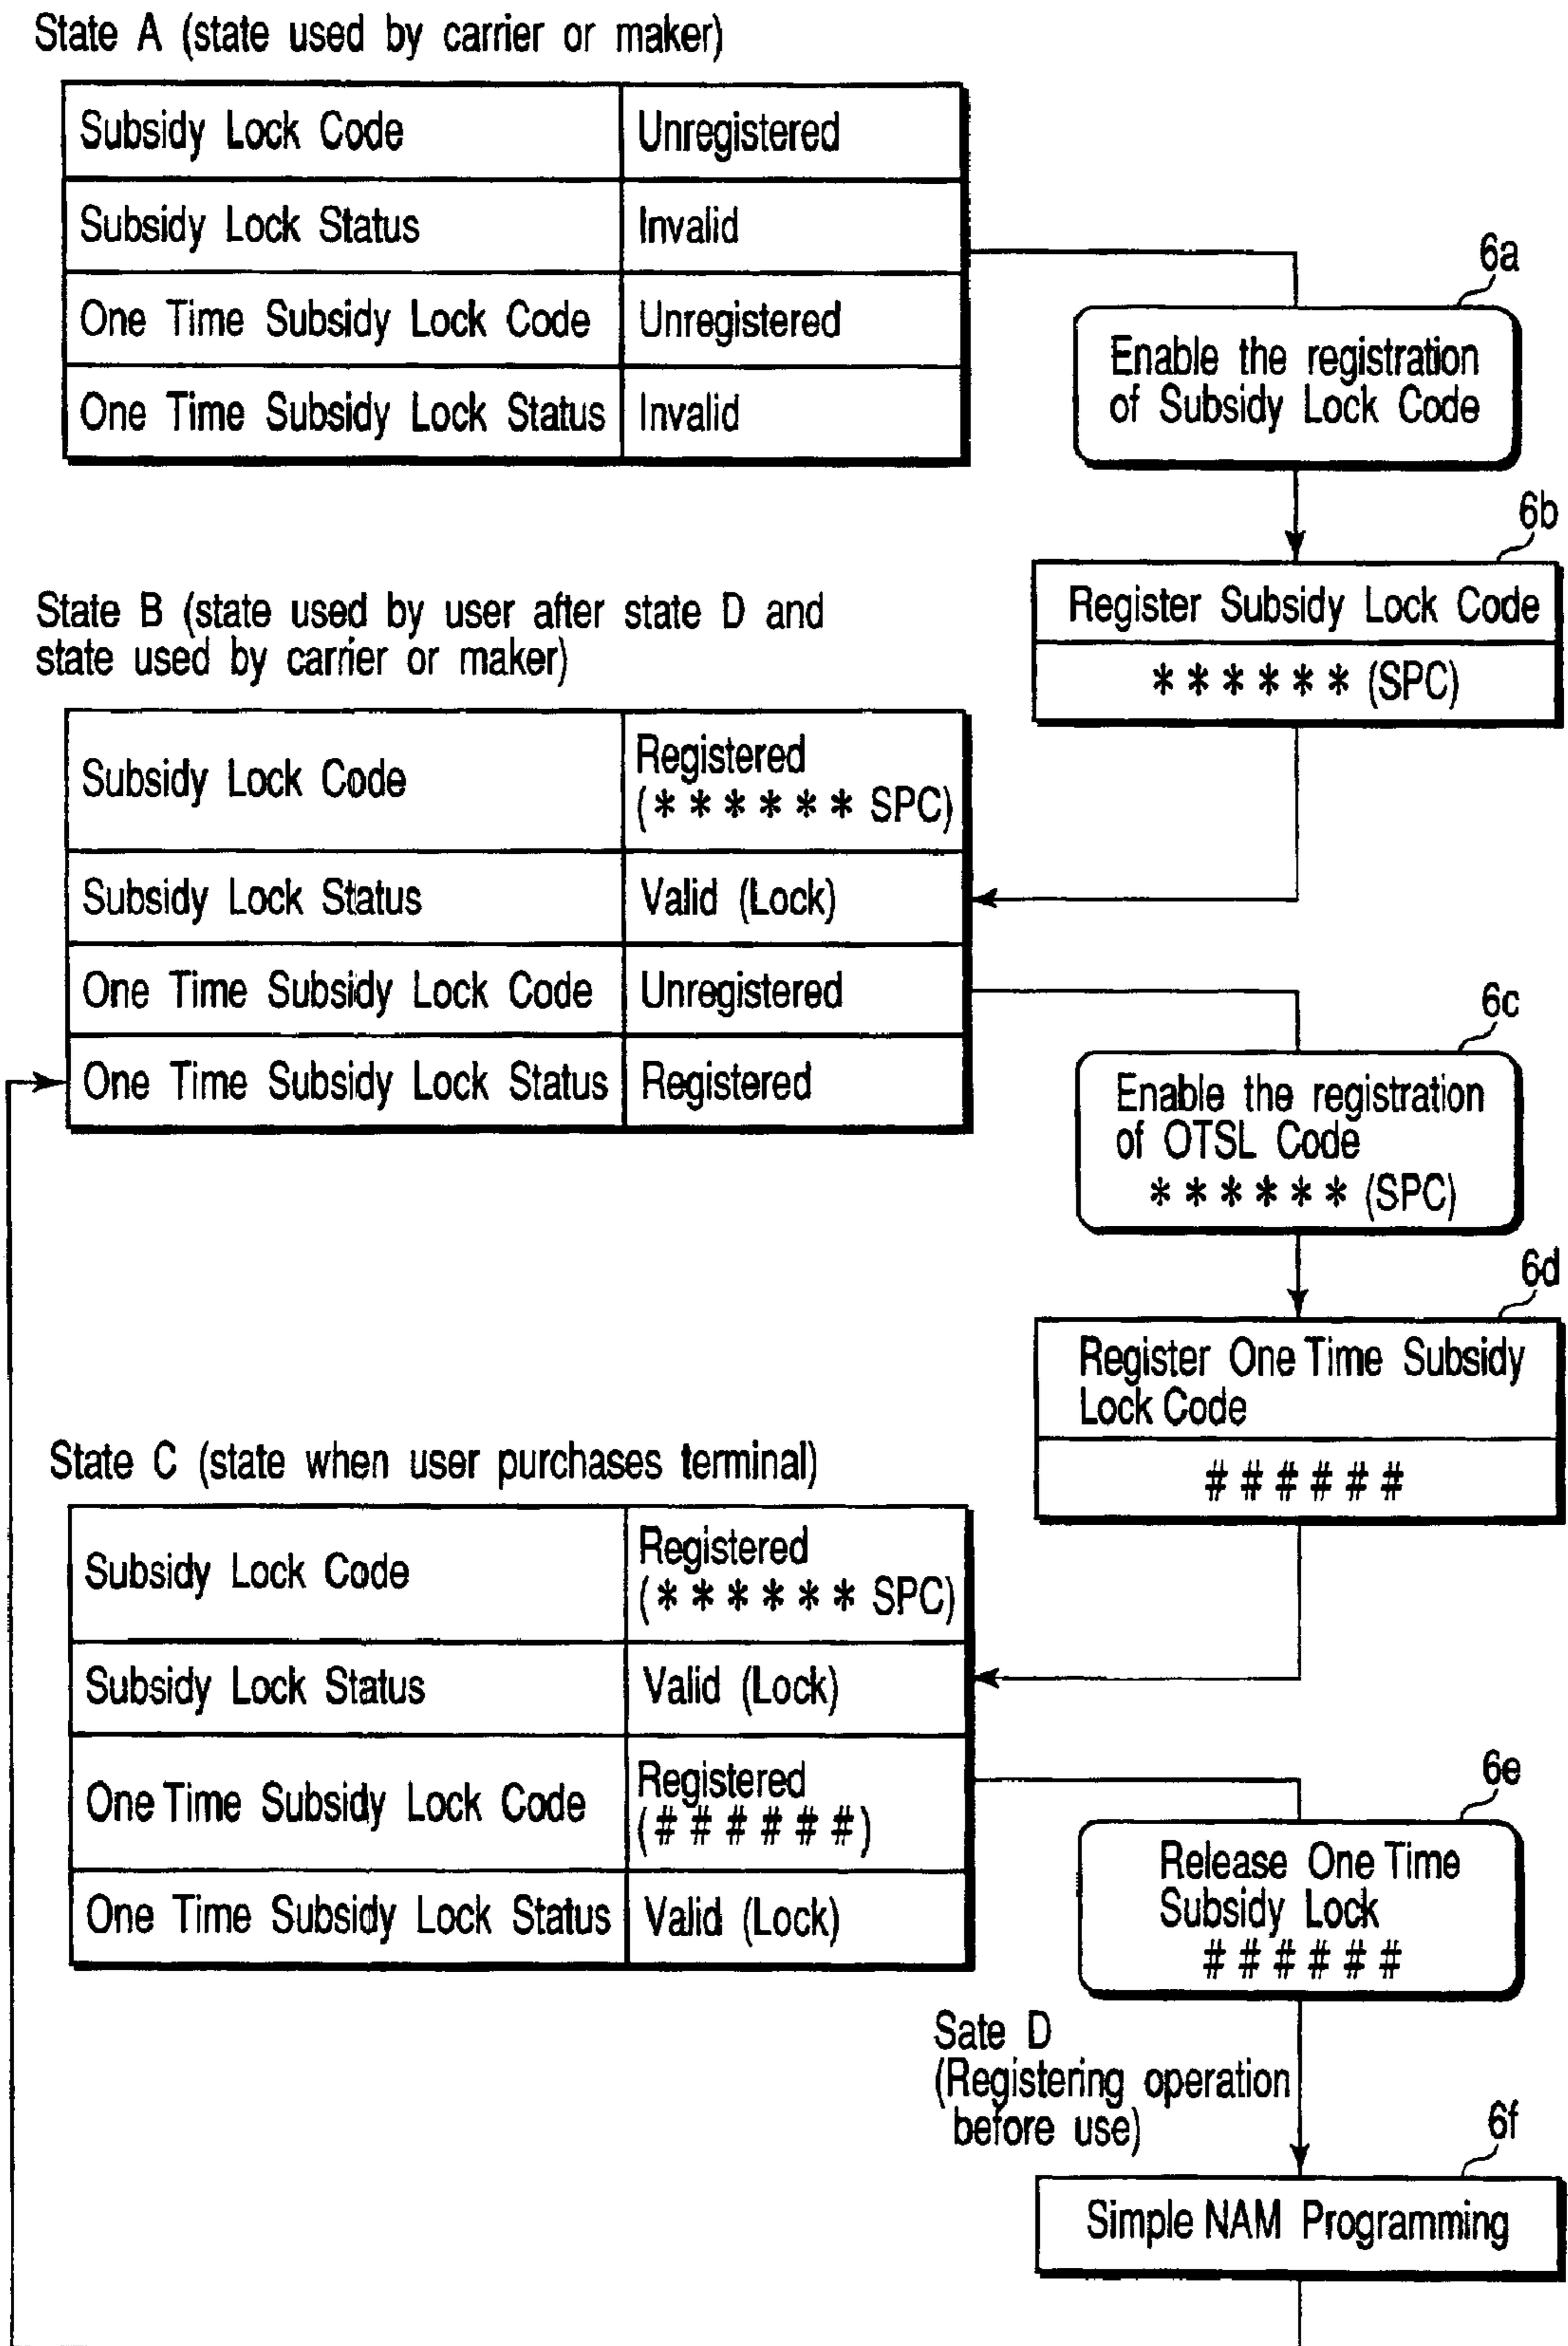 State A (state used by carrier or maker)
Subsidy Lock Code Unregistered
Subsidy Lock Status Invalid
One Time Subsidy Lock Code Unregistered
One Time Subsidy Lock Status Invalid
6a
Enable the registration
of Subsidy Lock Code
6b
Register Subsidy Lock Code
* * * * * * (SPC)
State B (state used by user after state D and
state used by carrier or maker)
Subsidy Lock Code Registered
(* * * * * * SPC)
Subsidy Lock Status Valid (Lock)
One Time Subsidy Lock Code Unregistered
One Time Subsidy Lock Status Registered
6c
Enable the registration
of OTSL Code
* * * * * * (SPC)
6d
Register One Time Subsidy
Lock Code
# # # # # #
State C (state when user purchases terminal)
Subsidy Lock Code Registered
(* * * * * * SPC)
Subsidy Lock Status Valid (Lock)
One Time Subsidy Lock Code Registered
(# # # # # #)
One Time Subsidy Lock Status Valid (Lock)
6e
Release One Time
Subsidy Lock
# # # # # #
Sate D
(Registering operation
before use)
6f
Simple NAM Programming